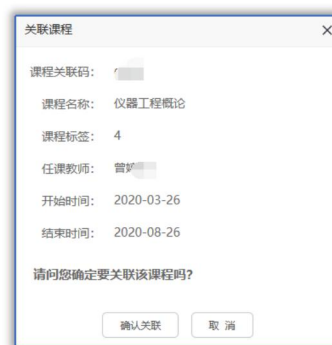 关联课程
课程关联码：
课程名称： 仪器工程概论
课程标签： 4
任课教师： 曾
开始时间： 2020-03-26
结束时间： 2020-08-26
请问您确定要关联该课程吗?
确认关联 取 消